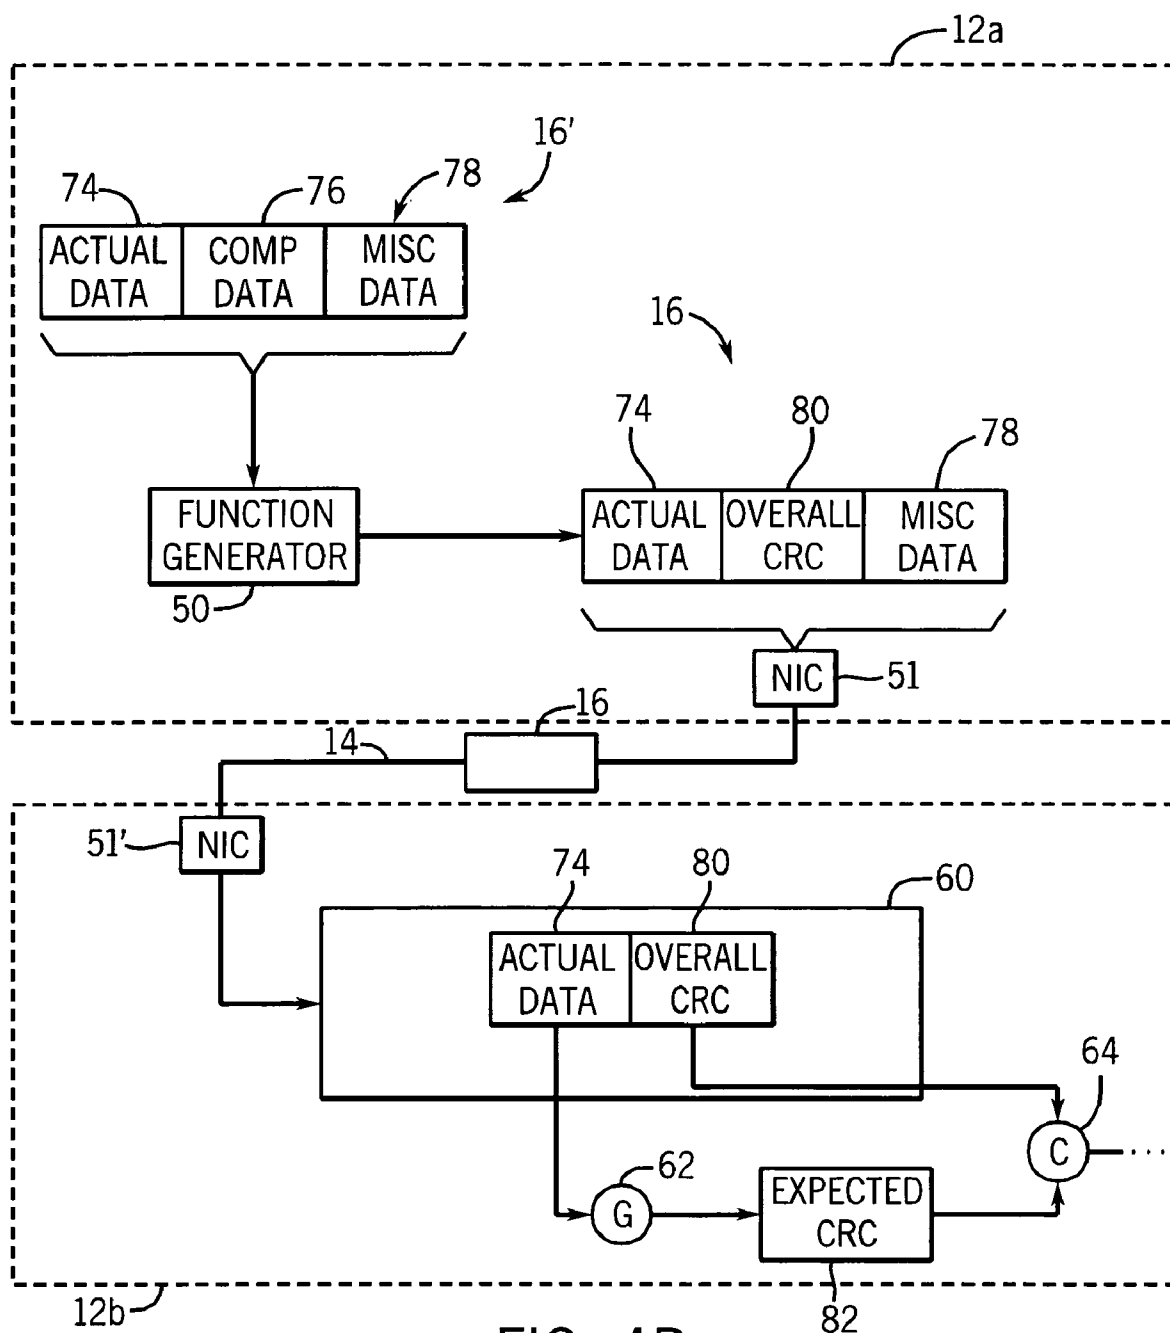 12a
16'
74
76
78
ACTUAL DATA
COMP DATA
MISC DATA
16
74
80
78
FUNCTION GENERATOR
ACTUAL DATA
OVERALL CRC
MISC DATA
50
NIC
51
16
14
51'
NIC
74
80
60
ACTUAL DATA
OVERALL CRC
64
C
62
G
EXPECTED CRC
12b
82